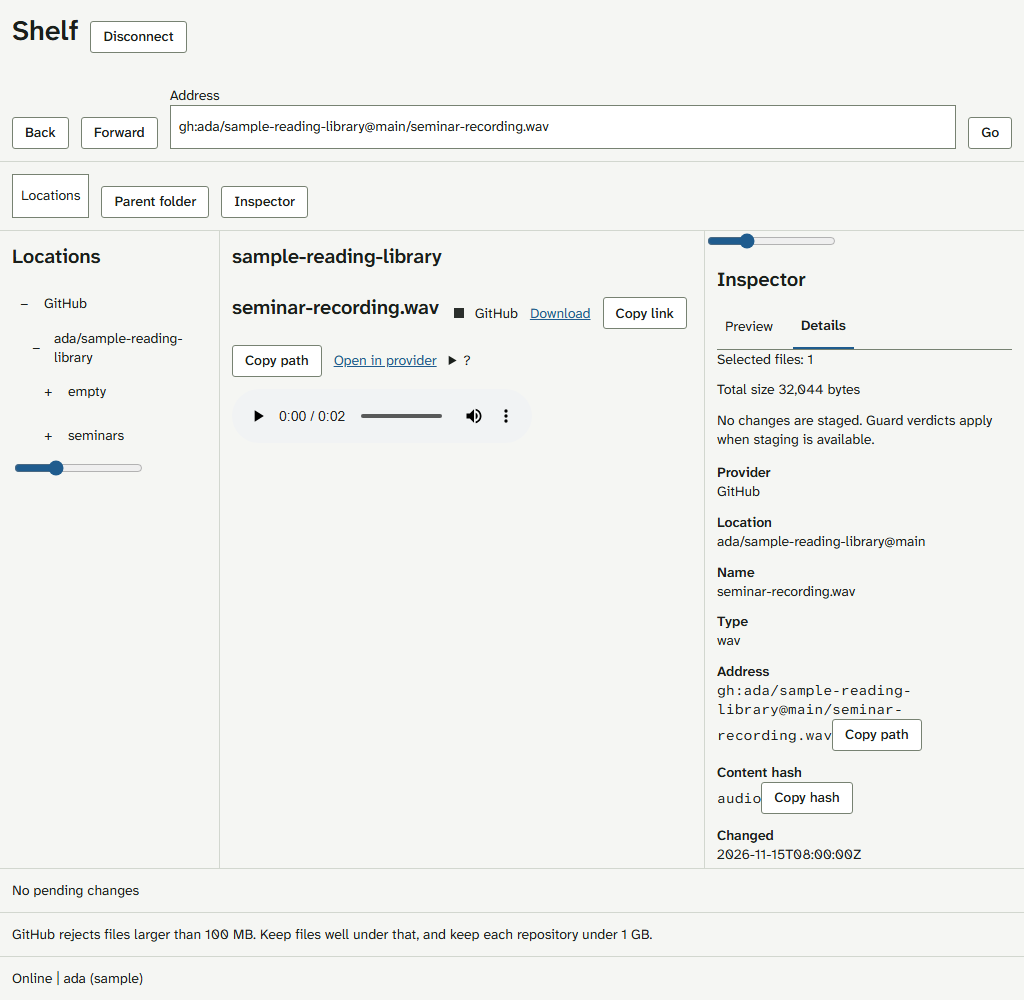 Shelf
Disconnect
Address
Back
Forward
gh:ada/sample-reading-library@main/seminar-recording.wav
Go
Locations
Parent folder
Inspector
Locations
− GitHub
− ada/sample-reading-
library
+ empty
+ seminars
sample-reading-library
seminar-recording.wav
GitHub
Download
Copy link
Copy path
Open in provider
?
0:00 / 0:02
Inspector
Preview
Details
Selected files: 1
Total size 32,044 bytes
No changes are staged. Guard verdicts apply
when staging is available.
Provider
GitHub
Location
ada/sample-reading-library@main
Name
seminar-recording.wav
Type
wav
Address
gh:ada/sample-reading-
library@main/seminar-
recording.wav
Copy path
Content hash
audio
Copy hash
Changed
2026-11-15T08:00:00Z
No pending changes
GitHub rejects files larger than 100 MB. Keep files well under that, and keep each repository under 1 GB.
Online | ada (sample)